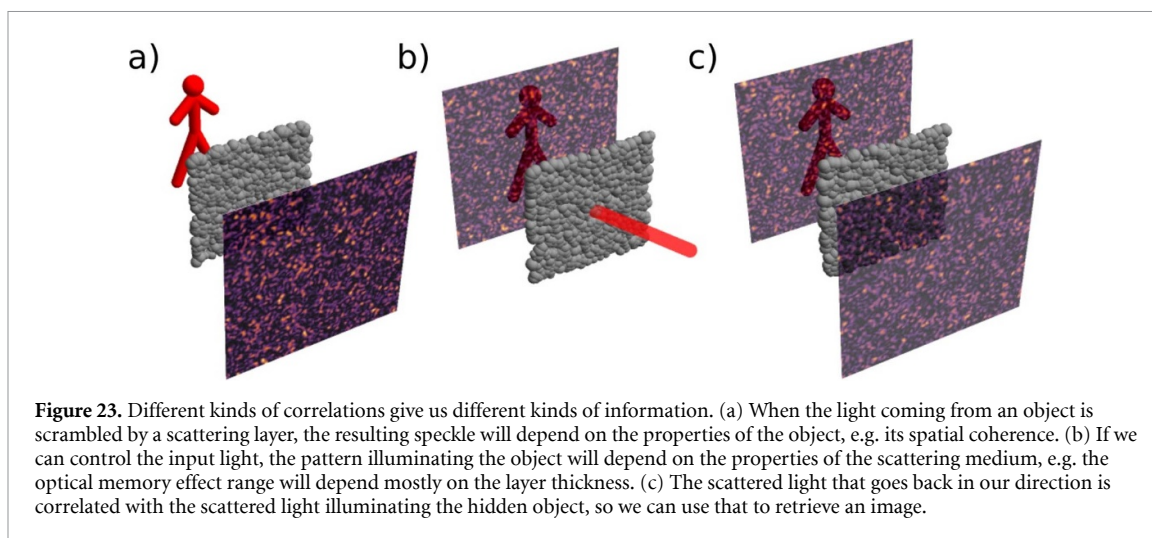 a)
b)
c)
Figure 23. Different kinds of correlations give us different kinds of information. (a) When the light coming from an object is
scrambled by a scattering layer, the resulting speckle will depend on the properties of the object, e.g. its spatial coherence. (b) If we
can control the input light, the pattern illuminating the object will depend on the properties of the scattering medium, e.g. the
optical memory effect range will depend mostly on the layer thickness. (c) The scattered light that goes back in our direction is
correlated with the scattered light illuminating the hidden object, so we can use that to retrieve an image.